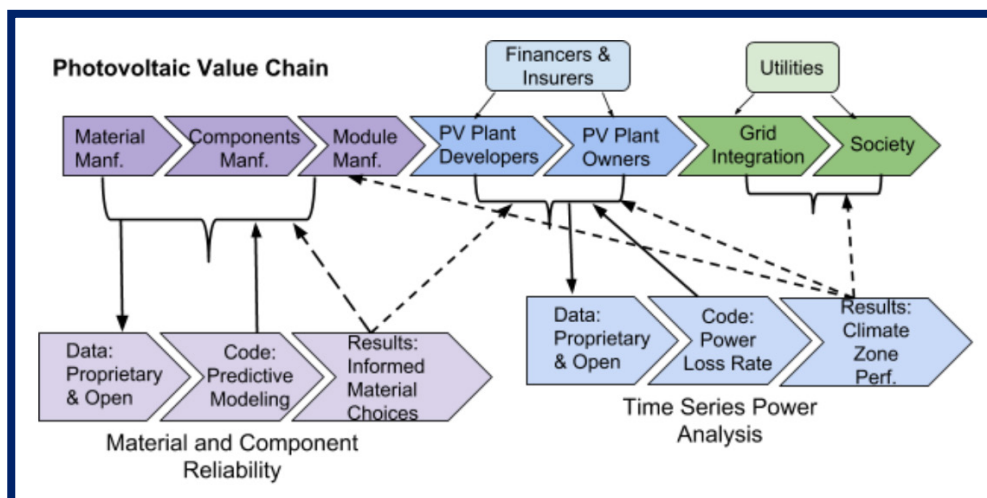 Photovoltaic Value Chain
Financers &
Insurers
Utilities
Material
Manf.
Components
Manf.
Module
Manf.
PV Plant
Developers
PV Plant
Owners
Grid
Integration
Society
Data:
Proprietary
& Open
Code:
Predictive
Modeling
Results:
Informed
Material
Choices
Material and Component
Reliability
Data:
Proprietary
& Open
Code:
Power
Loss Rate
Results:
Climate
Zone
Perf.
Time Series Power
Analysis